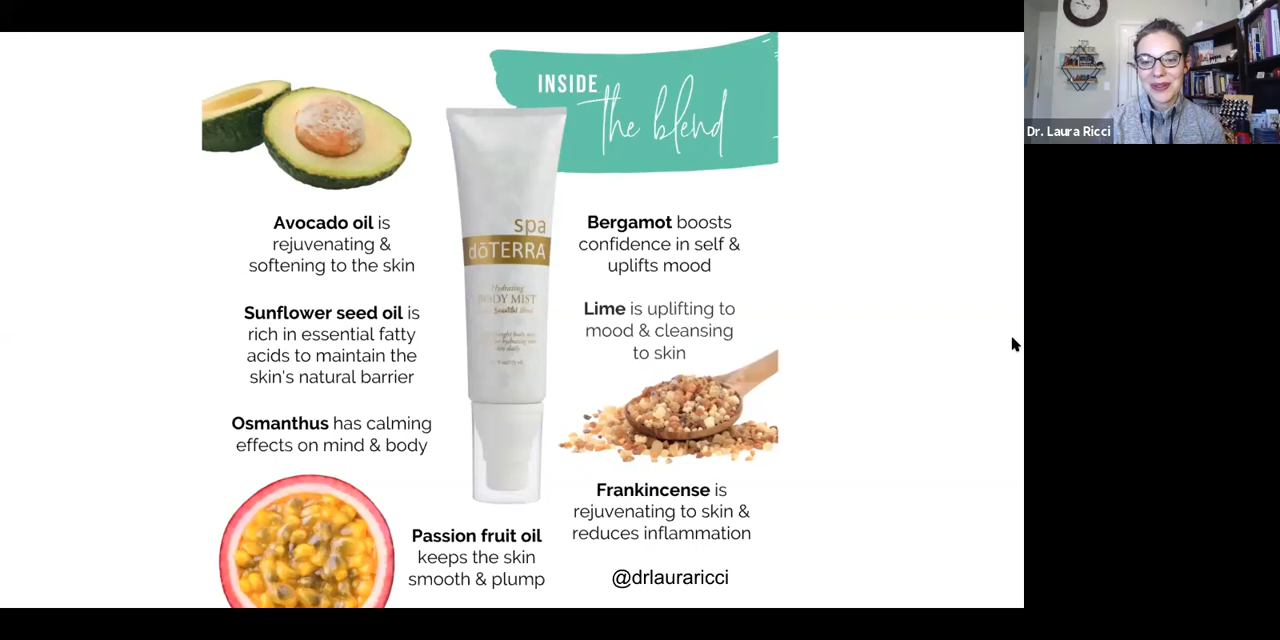 INSIDE
the blend
spa
dōTERRA
Hydrating
BODY MIST
Beautiful Blend
Avocado oil is
rejuvenating &
softening to the skin
Sunflower seed oil is
rich in essential fatty
acids to maintain the
skin's natural barrier
Osmanthus has calming
effects on mind & body
Passion fruit oil
keeps the skin
smooth & plump
Bergamot boosts
confidence in self &
uplifts mood
Lime is uplifting to
mood & cleansing
to skin
Frankincense is
rejuvenating to skin &
reduces inflammation
@drlauraricci
Dr. Laura Ricci